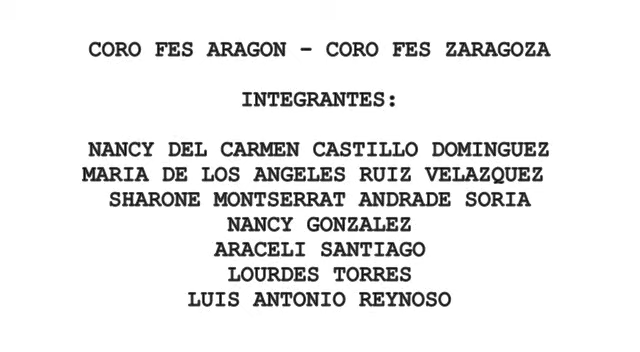 CORO FES ARAGON - CORO FES ZARAGOZA
INTEGRANTES:
NANCY DEL CARMEN CASTILLO DOMINGUEZ
MARIA DE LOS ANGELES RUIZ VELAZQUEZ
SHARONE MONTSERRAT ANDRADE SORIA
NANCY GONZALEZ
ARACELI SANTIAGO
LOURDES TORRES
LUIS ANTONIO REYNOSO